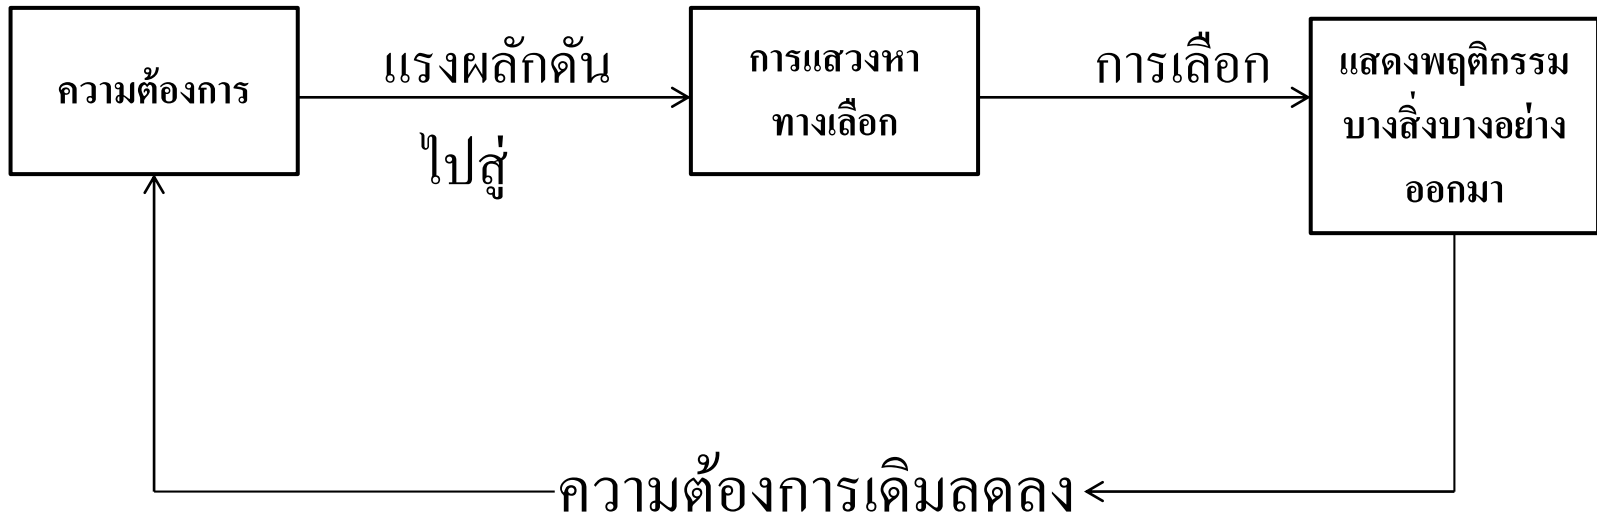 ความต้องการ
แรงผลักดัน
ไปสู่
การแสวงหา
ทางเลือก
การเลือก
แสดงพฤติกรรม
บางสิ่งบางอย่าง
ออกมา
ความต้องการเดิมลดลง